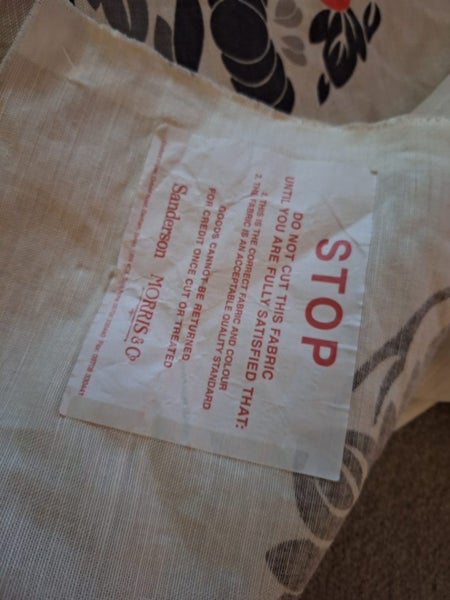 STOP
DO NOT CUT THIS FABRIC
UNTIL YOU ARE FULLY SATISFIED THAT:
1. THIS IS THE CORRECT FABRIC AND COLOUR
2. THE FABRIC IS AN ACCEPTABLE QUALITY STANDARD
GOODS CANNOT BE RETURNED
FOR CREDIT ONCE CUT OR TREATED
Sanderson MORRIS & Co